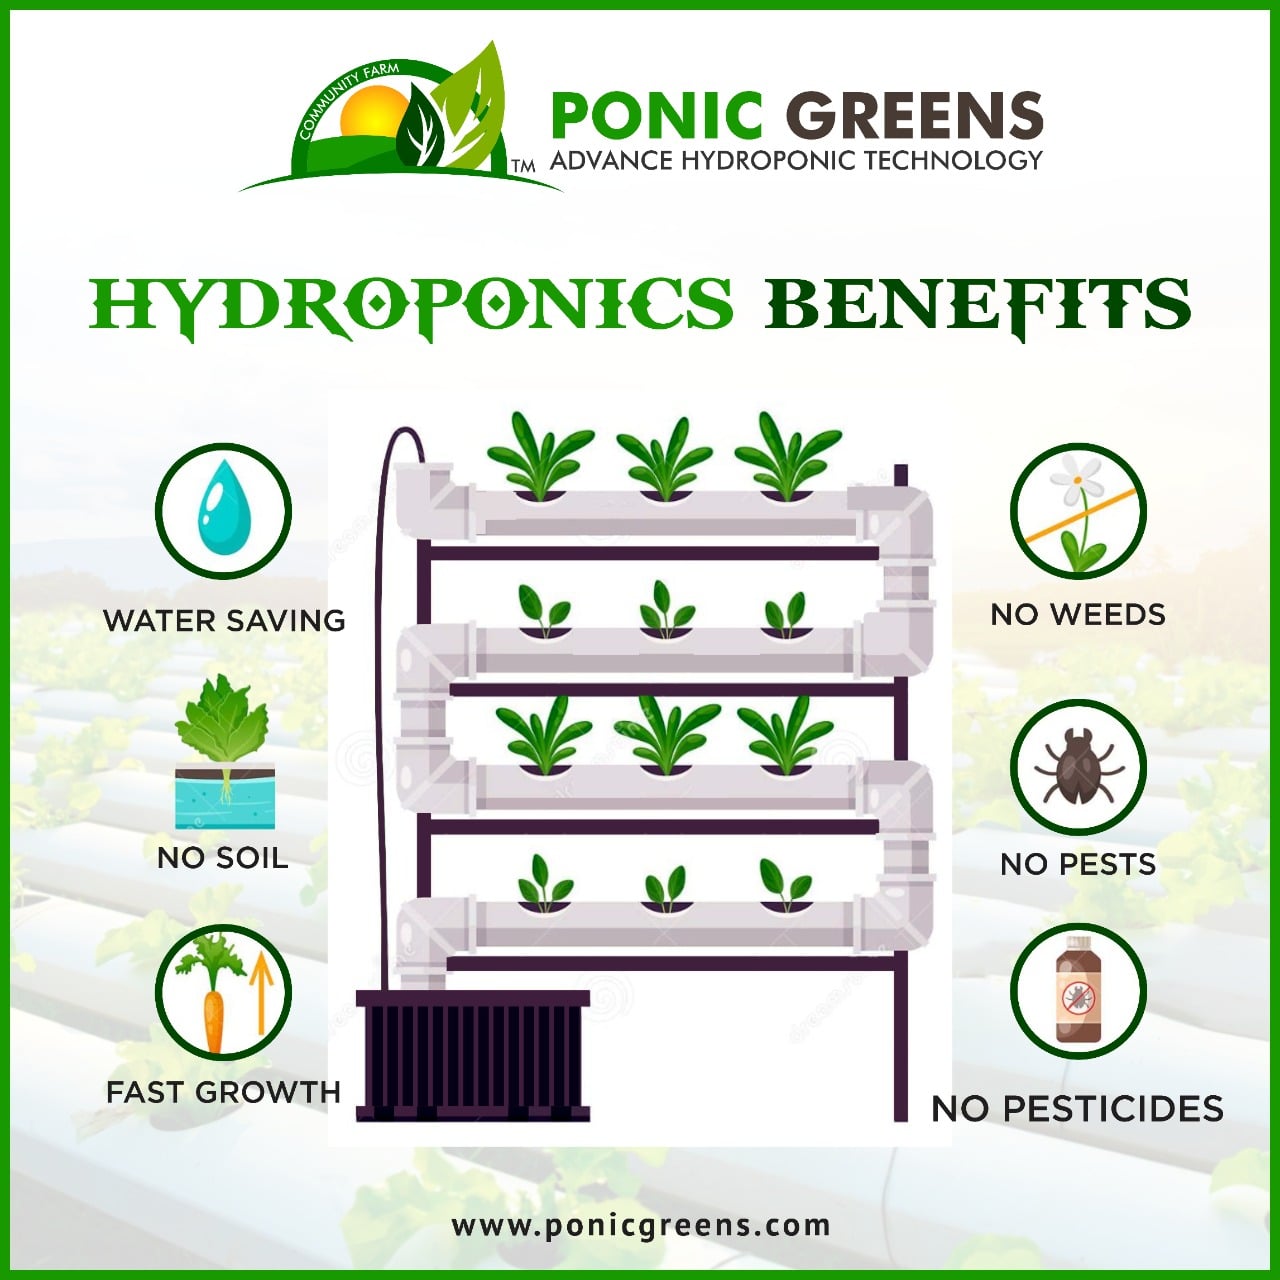 COMMUNITY FARM
TM
PONIC GREENS
ADVANCE HYDROPONIC TECHNOLOGY
HYDROPONICS BENEFITS
WATER SAVING
NO WEEDS
NO SOIL
NO PESTS
FAST GROWTH
NO PESTICIDES
www.ponicgreens.com